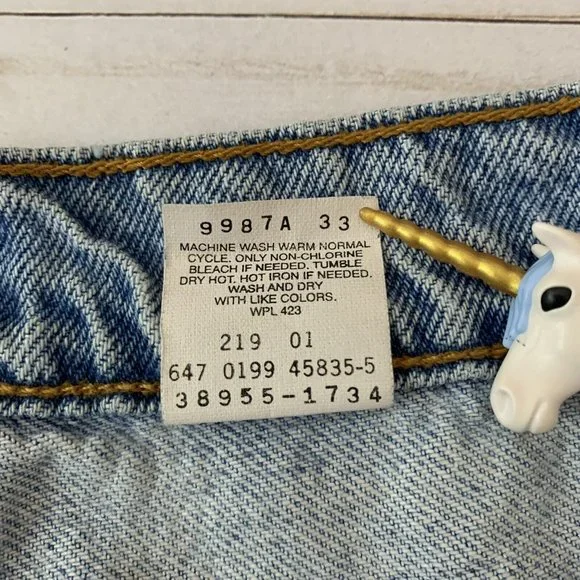 9987A 33
MACHINE WASH WARM NORMAL
CYCLE. ONLY NON-CHLORINE
BLEACH IF NEEDED. TUMBLE
DRY HOT. HOT IRON IF NEEDED.
WASH AND DRY
WITH LIKE COLORS.
WPL 423
219 01
647 0199 45835-5
38955-1734